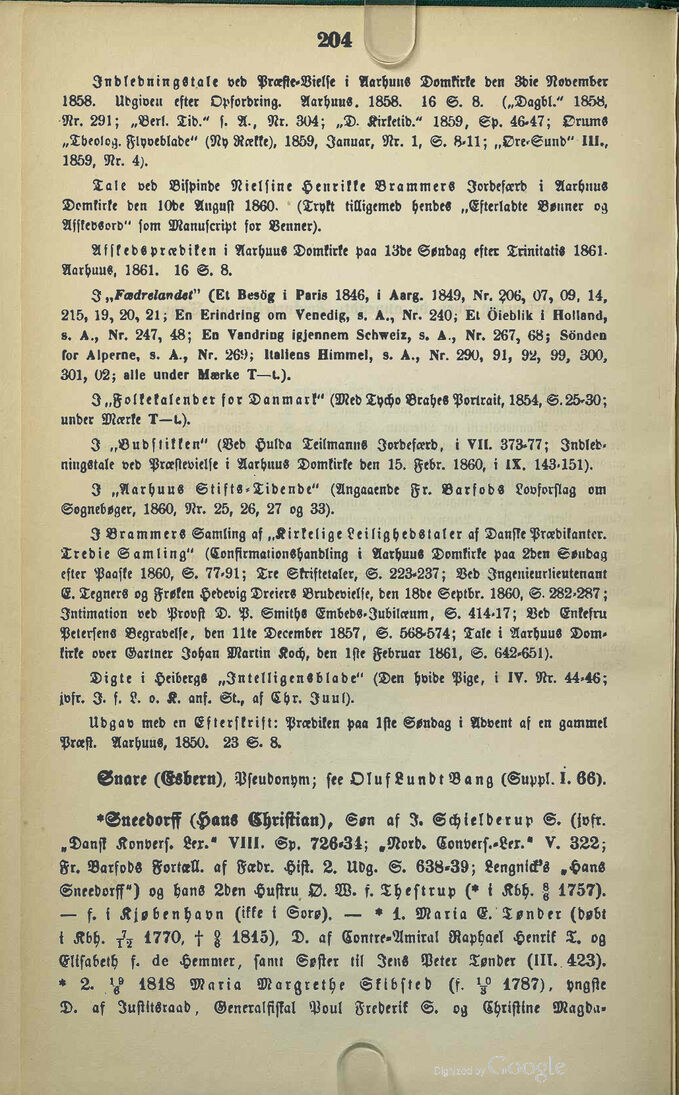 204
Indledningstale ved Præste-Vielse i Aarhuus Domkirke den 3die November
1858. Udgiven efter Opfordring. Aarhuus. 1858. 16 S. 8. („Dagbl." 1858,
Nr. 291; „Berl. Tid." s. A., Nr. 304; „D. Kirketid." 1859, Sp. 46-47; Ørums
„Theolog. Flyveblade" (Ny Række), 1859, Januar, Nr. 1, S. 8-11; „Øre-Sund" III.,
1859, Nr. 4).
Tale ved Bispinde Nielsine Henrikke Brammers Jordefærd i Aarhuus
Domkirke den 10de August 1860. (Trykt tilligemed hendes „Efterladte Bønner og
Afskedsord" som Manuscript for Venner).
Afskedsprædiken i Aarhuus Domkirke paa 13de Søndag efter Trinitatis 1861.
Aarhuus, 1861. 16 S. 8.
I „Fædrelandet" (Et Besög i Paris 1846, i Aarg. 1849, Nr. 206, 07, 09, 14,
215, 19, 20, 21; En Erindring om Venedig, s. A., Nr. 240; Et Öieblik i Holland,
s. A., Nr. 247, 48; En Vandring igjennem Schweiz, s. A., Nr. 267, 68; Sönden
for Alperne, s. A., Nr. 269; Italiens Himmel, s. A., Nr. 290, 91, 92, 99, 300,
301, 02; alle under Mærke T—t.).
I „Folkekalender for Danmark" (Med Tycho Brahes Portrait, 1854, S. 25-30;
under Mærke T—t.).
I „Budstikken" (Ved Hulda Teilmanns Jordefærd, i VII. 373-77; Indled-
ningstale ved Præstevielse i Aarhuus Domkirke den 15. Febr. 1860, i IX. 143-151).
I „Aarhuus Stifts-Tidende" (Angaaende Fr. Barfods Lovforslag om
Sognebøger, 1860, Nr. 25, 26, 27 og 33).
I Brammers Samling af „Kirkelige Leilighedstaler af Danske Prædikanter.
Tredie Samling" (Confirmationshandling i Aarhuus Domkirke paa 2den Søndag
efter Paaske 1860, S. 77-91; Tre Skriftetaler, S. 223-237; Ved Ingenieurlieutenant
E. Tegners og Frøken Hedevig Dreiers Brudevielse, den 18de Septbr. 1860, S. 282-287;
Intimation ved Provst D. P. Smiths Embeds-Jubilæum, S. 414-17; Ved Enkefru
Petersens Begravelse, den 11te December 1857, S. 568-574; Tale i Aarhuus Dom-
kirke over Gartner Johan Martin Koch, den 1ste Februar 1861, S. 642-651).
Digte i Heibergs „Intelligensblade" (Den hvide Pige, i IV. Nr. 44-46;
jvfr. J. f. L. o. K. anf. St., af Chr. Juul).
Udgav med en Efterskrift: Prædiken paa 1ste Søndag i Advent af en gammel
Præst. Aarhuus, 1850. 23 S. 8.
Snare (Esbern), Pseudonym; see Oluf Lundt Bang (Suppl. I. 66).
*Sneedorff (Hans Christian), Søn af J. Schielderup S. (jvfr.
„Dansk Konvers. Lex." VIII. Sp. 726-34; „Nord. Convers.-Lex." V. 322;
Fr. Barfods Fortæll. af Fædr. Hist. 2. Udg. S. 638-39; Lengnick's „Hans
Sneedorff") og hans 2den Hustru Ø. W. f. Thestrup (* i Kbh. 9/8 1757).
— f. i Kjøbenhavn (ikke i Sorø). — * 1. Maria E. Tønder (døbt
i Kbh. 7/12 1770, † 1815), D. af Contre-Amiral Raphael Henrik T. og
Elisabeth f. de Hemmer, samt Søster til Jens Peter Tønder (III. 423).
* 2. 19/6 1818 Maria Margrethe Skibsted (f. 10/3 1787), yngste
D. af Justitsraad, Generalfiskal Poul Frederik S. og Christine Magda-
Digitized by Google